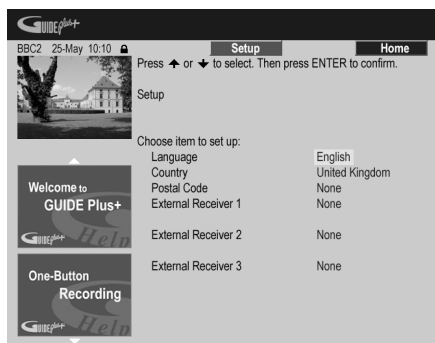 GUIDE Plus+
BBC2 25-May 10:10 Setup Home
Press ↑ or ↓ to select. Then press ENTER to confirm.
Setup
Choose item to set up:
Language English
Country United Kingdom
Postal Code None
External Receiver 1 None
External Receiver 2 None
External Receiver 3 None
Welcome to
GUIDE Plus+
GUIDE Plus+ Help
One-Button
Recording
GUIDE Plus+ Help